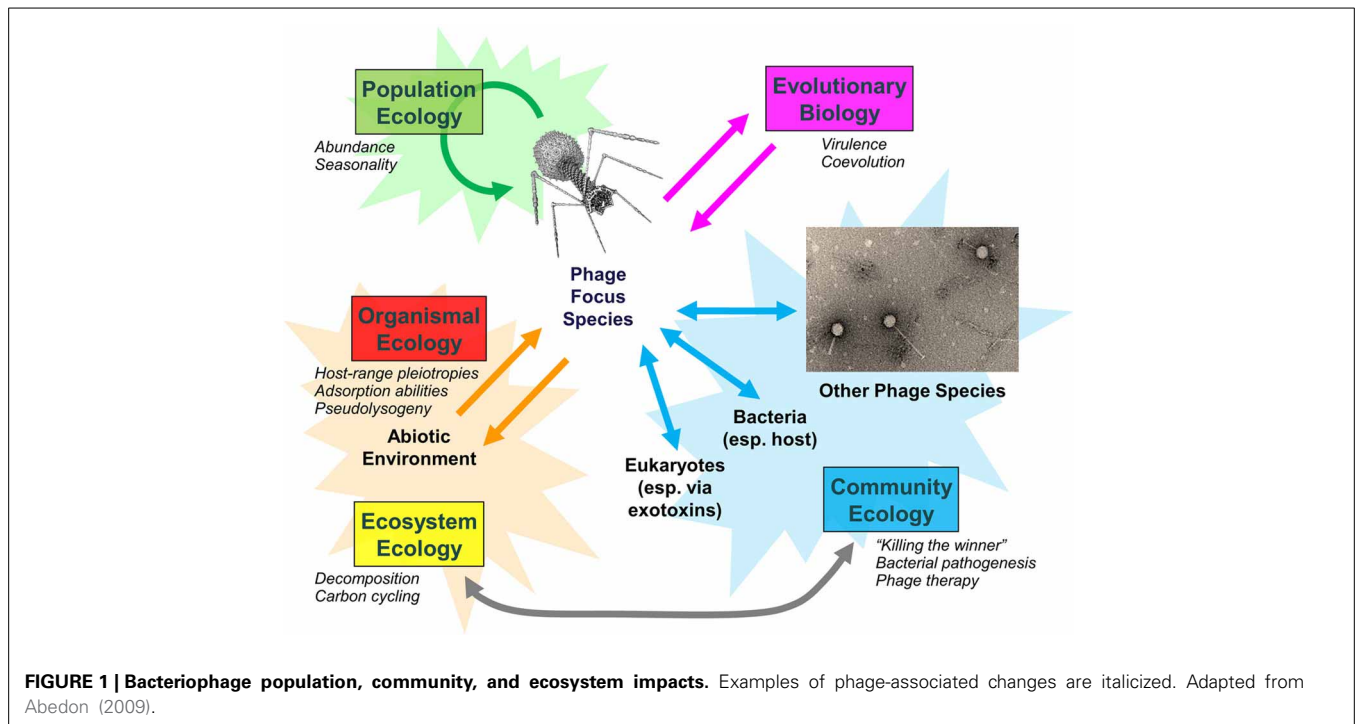 Population
Ecology
Abundance
Seasonality
Evolutionary
Biology
Virulence
Coevolution
Phage
Focus
Species
Organismal
Ecology
Host-range pleiotropies
Adsorption abilities
Pseudolysogeny
Abiotic
Environment
Other Phage Species
Bacteria
(esp. host)
Eukaryotes
(esp. via
exotoxins)
Community
Ecology
"Killing the winner"
Bacterial pathogenesis
Phage therapy
Ecosystem
Ecology
Decomposition
Carbon cycling
FIGURE 1 | Bacteriophage population, community, and ecosystem impacts. Examples of phage-associated changes are italicized. Adapted from
Abedon (2009).